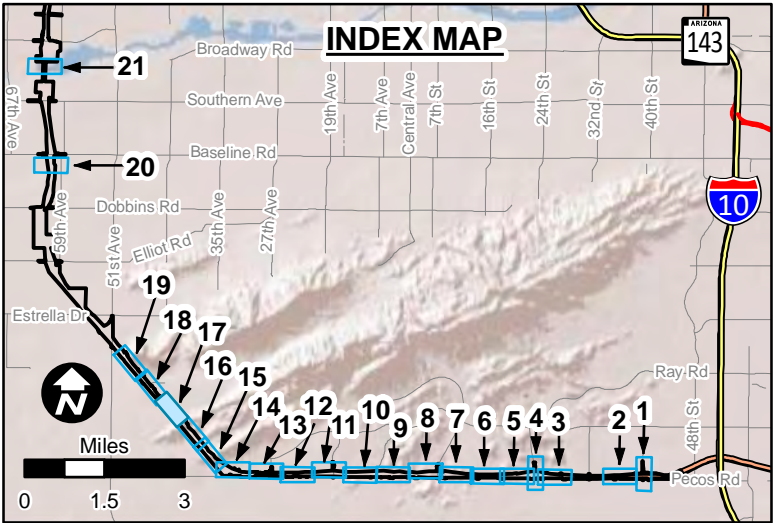 INDEX MAP
ARIZONA
143
Broadway Rd
21
67th Ave
Southern Ave
19th Ave
7th Ave
Central Ave
7th St
16th St
24th St
32nd St
40th St
Baseline Rd
20
10
Dobbins Rd
59th Ave
51st Ave
Elliot Rd
35th Ave
27th Ave
Estrella Dr
19
18
17
16
15
14
13
12
11
10
9
8
7
6
5
4
3
2
1
Ray Rd
48th St
Pecos Rd
N
Miles
0 1.5 3